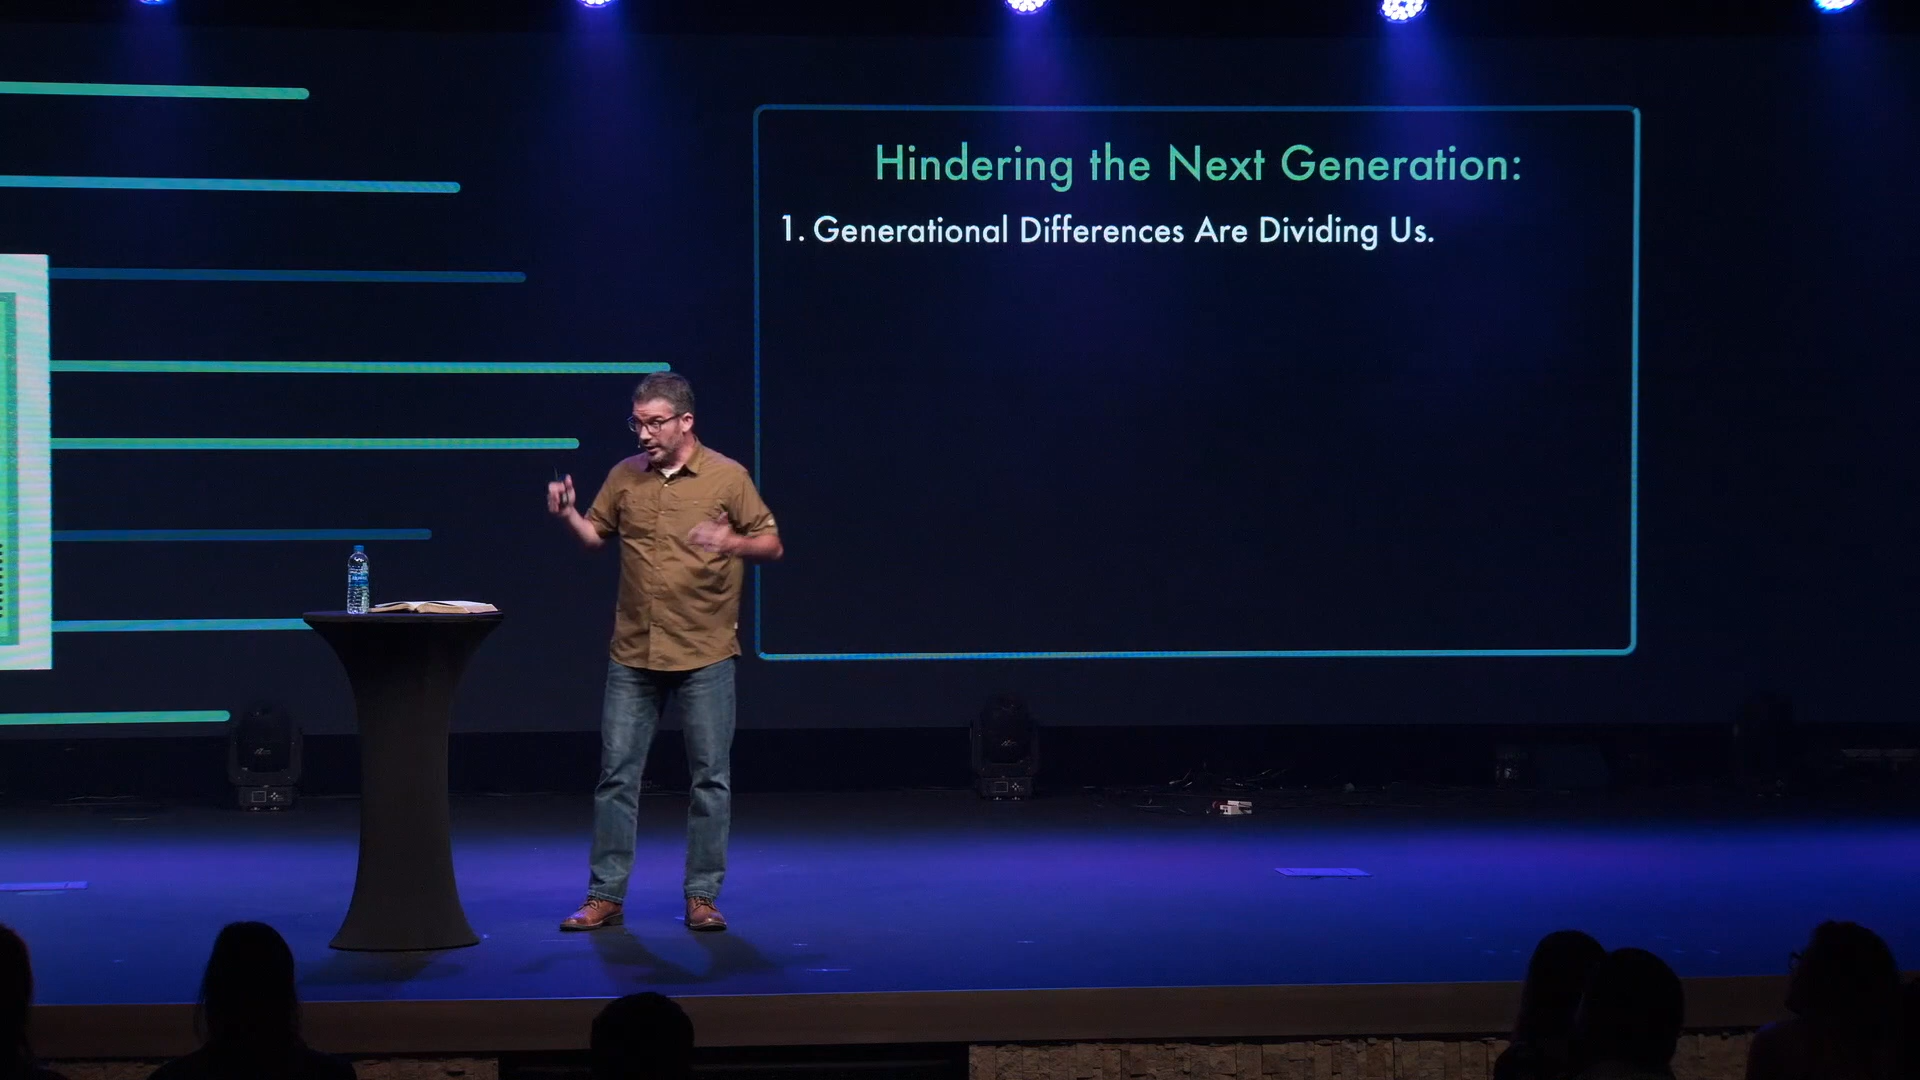 Hindering the Next Generation:
1. Generational Differences Are Dividing Us.